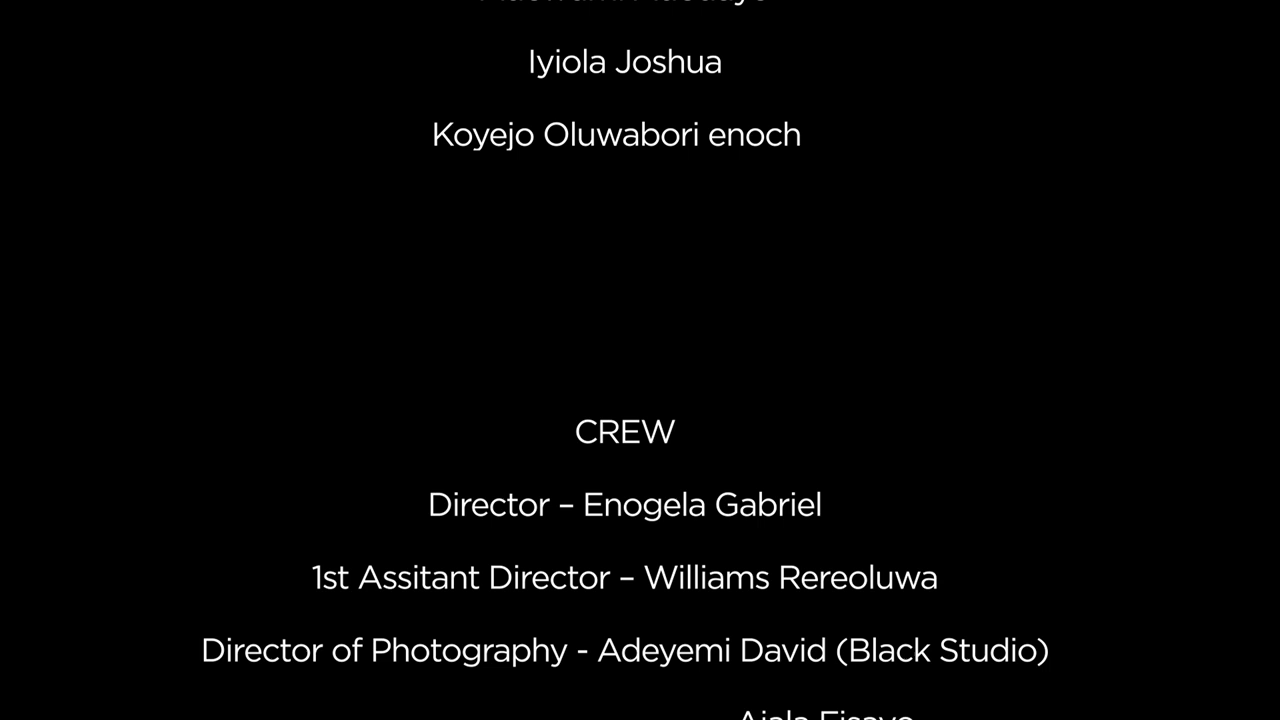 Iyiola Joshua
Koyejo Oluwabori enoch
CREW
Director – Enogela Gabriel
1st Assitant Director – Williams Rereoluwa
Director of Photography - Adeyemi David (Black Studio)